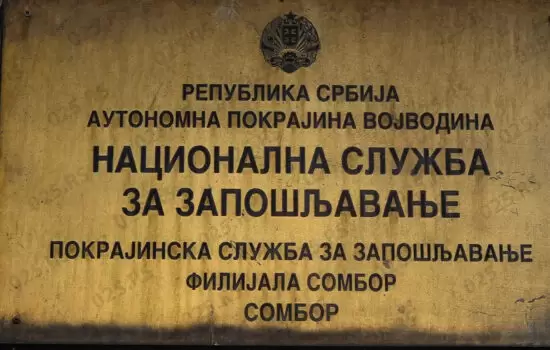 РЕПУБЛИКА СРБИЈА
АУТОНОМНА ПОКРАЈИНА ВОЈВОДИНА
НАЦИОНАЛНА СЛУЖБА
ЗА ЗАПОШЉАВАЊЕ
ПОКРАЈИНСКА СЛУЖБА ЗА ЗАПОШЉАВАЊЕ
ФИЛИЈАЛА СОМБОР
СОМБОР